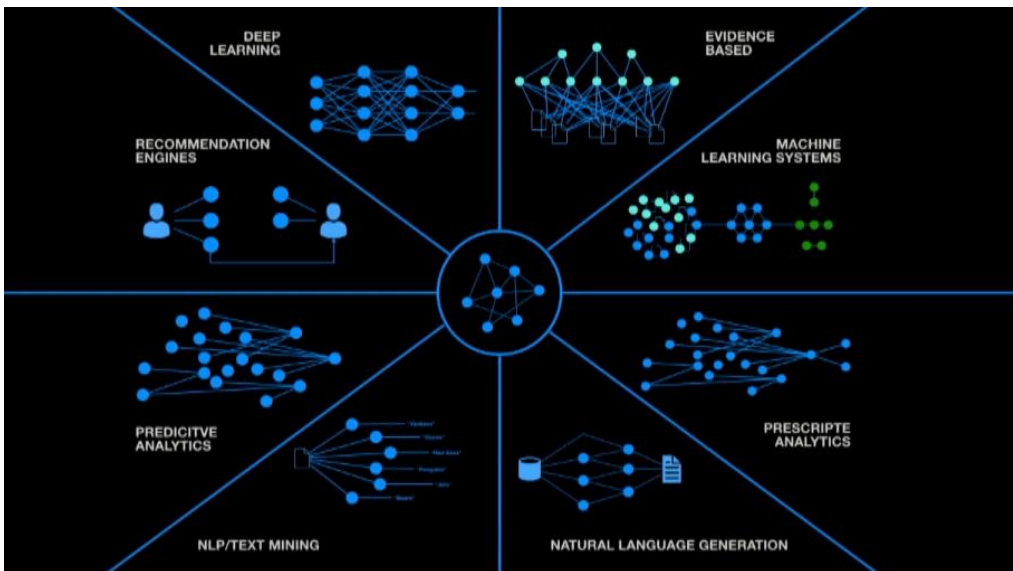 DEEP
LEARNING
EVIDENCE
BASED
RECOMMENDATION
ENGINES
MACHINE
LEARNING SYSTEMS
PREDICITVE
ANALYTICS
PRESCRIPTE
ANALYTICS
NLP/TEXT MINING
NATURAL LANGUAGE GENERATION